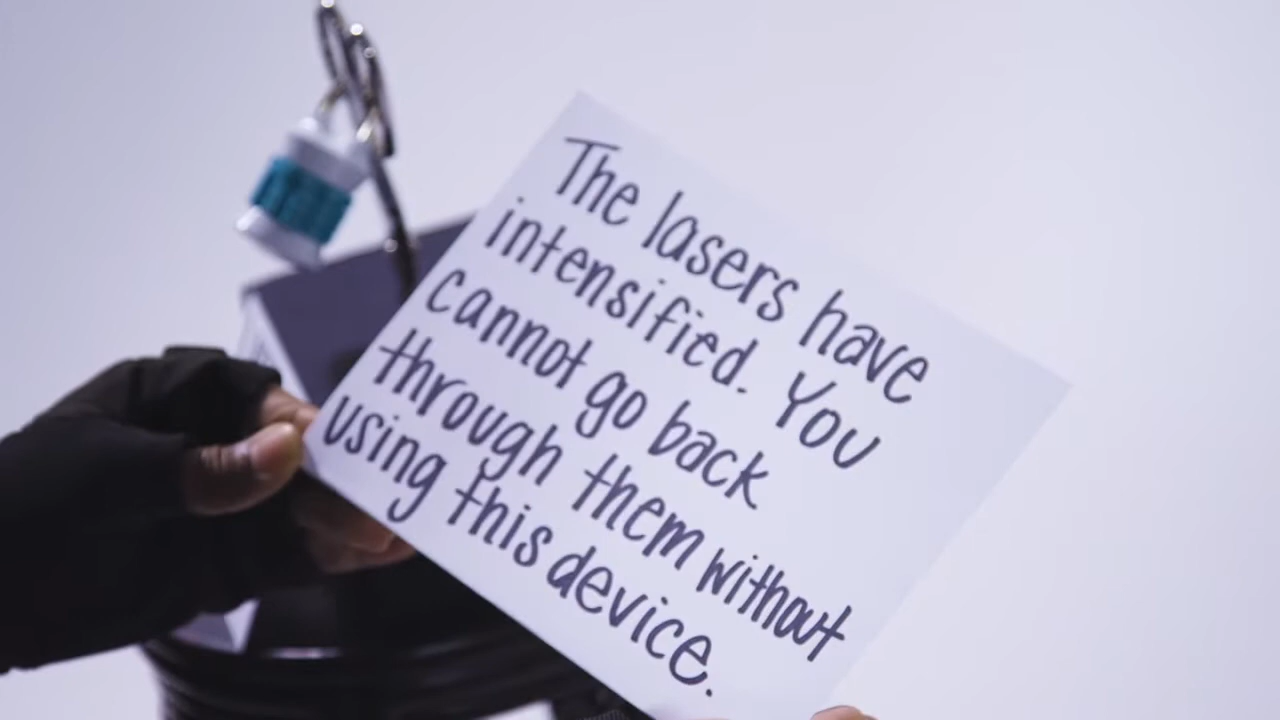 The lasers have
intensified. You
cannot go back
through them without
using this device.